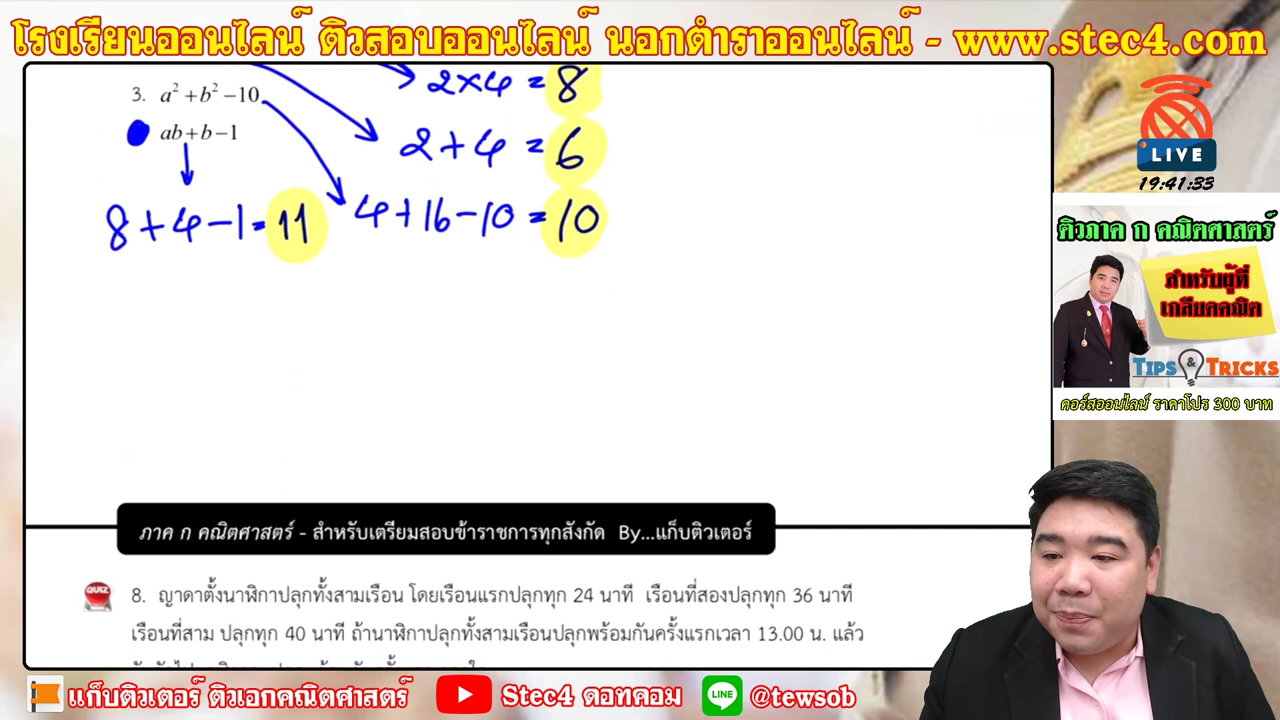 โรงเรียนออนไลน์ ติวสอบออนไลน์ นอกตำราออนไลน์ - www.stec4.com
2×4 = 8
3. a² + b² − 10
ab + b − 1
2 + 4 = 6
8 + 4 − 1 = 11
4 + 16 − 10 = 10
LIVE
19:41:33
ติวภาค ก คณิตศาสตร์
สำหรับผู้ที่
เกลียดคณิต
TIPS & TRICKS
คอร์สออนไลน์ ราคาโปร 300 บาท
ภาค ก คณิตศาสตร์ - สำหรับเตรียมสอบข้าราชการทุกสังกัด By...แก็บติวเตอร์
QUIZ
8. ญาดาตั้งนาฬิกาปลุกทั้งสามเรือน โดยเรือนแรกปลุกทุก 24 นาที เรือนที่สองปลุกทุก 36 นาที
เรือนที่สาม ปลุกทุก 40 นาที ถ้านาฬิกาปลุกทั้งสามเรือนปลุกพร้อมกันครั้งแรกเวลา 13.00 น. แล้ว
แก็บติวเตอร์ ติวเอกคณิตศาสตร์
Stec4 ดอทคอม
LINE
@tewsob